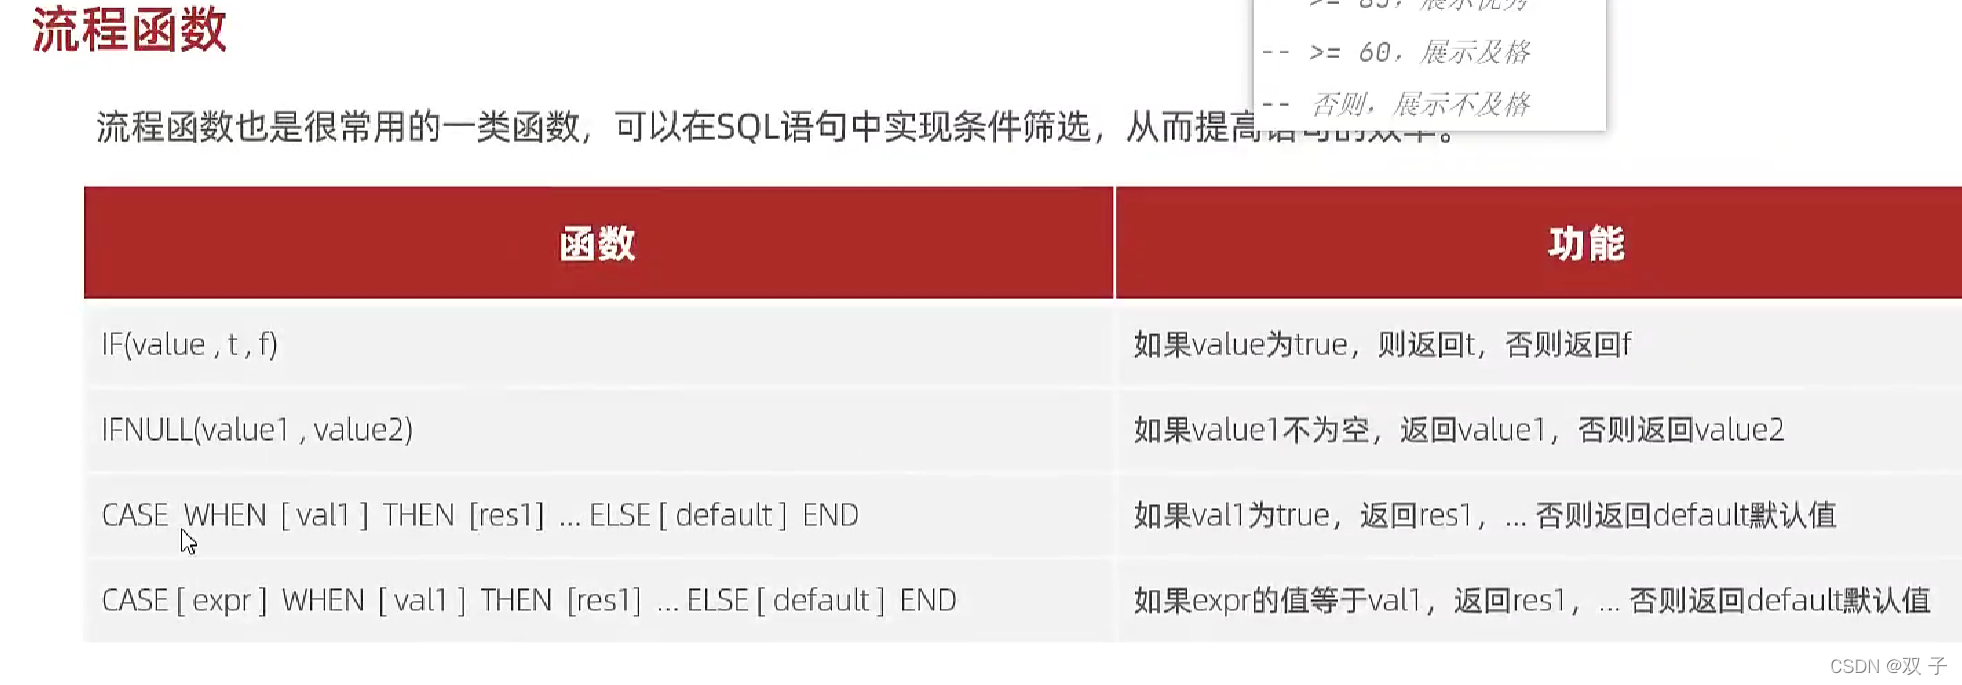 流程函数
>= 85，展示优秀
-- >= 60，展示及格
-- 否则，展示不及格
流程函数也是很常用的一类函数，可以在SQL语句中实现条件筛选，从而提高语句的效率。
函数 功能
IF(value , t , f) 如果value为true，则返回t，否则返回f
IFNULL(value1 , value2) 如果value1不为空，返回value1，否则返回value2
CASE WHEN [ val1 ] THEN [res1] ... ELSE [ default ] END 如果val1为true，返回res1，... 否则返回default默认值
CASE [ expr ] WHEN [ val1 ] THEN [res1] ... ELSE [ default ] END 如果expr的值等于val1，返回res1，... 否则返回default默认值
CSDN @双 子